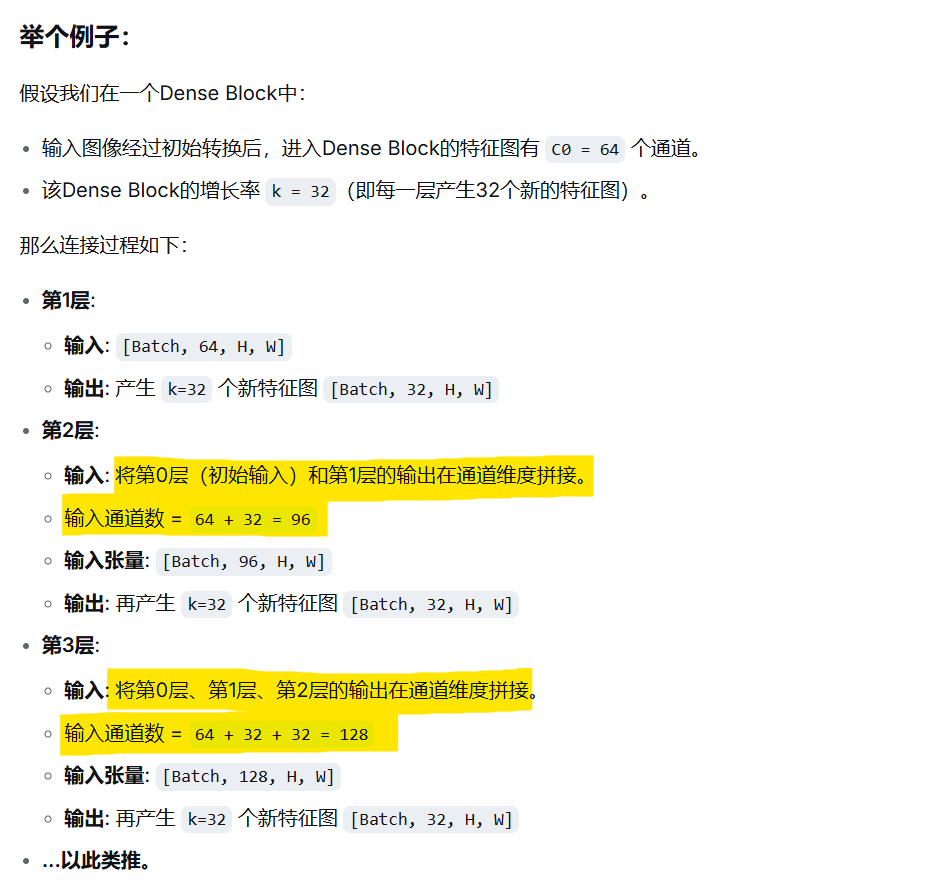 举个例子：
假设我们在一个Dense Block中：
输入图像经过初始转换后，进入Dense Block的特征图有 C0 = 64 个通道。
该Dense Block的增长率 k = 32（即每一层产生32个新的特征图）。
那么连接过程如下：
第1层:
输入: [Batch, 64, H, W]
输出: 产生 k=32 个新特征图 [Batch, 32, H, W]
第2层:
输入: 将第0层（初始输入）和第1层的输出在通道维度拼接。
输入通道数 = 64 + 32 = 96
输入张量: [Batch, 96, H, W]
输出: 再产生 k=32 个新特征图 [Batch, 32, H, W]
第3层:
输入: 将第0层、第1层、第2层的输出在通道维度拼接。
输入通道数 = 64 + 32 + 32 = 128
输入张量: [Batch, 128, H, W]
输出: 再产生 k=32 个新特征图 [Batch, 32, H, W]
...以此类推。